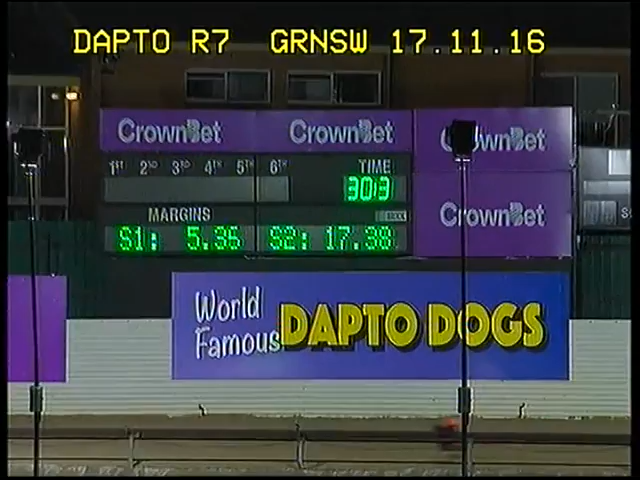 DAPTO R7 GRNSW 17.11.16
CrownBet CrownBet CrownBet
1ST 2ND 3RD 4TH 5TH 6TH TIME
30:3
MARGINS
CrownBet
S1: 5.35 S2: 17.38
World Famous DAPTO DOGS